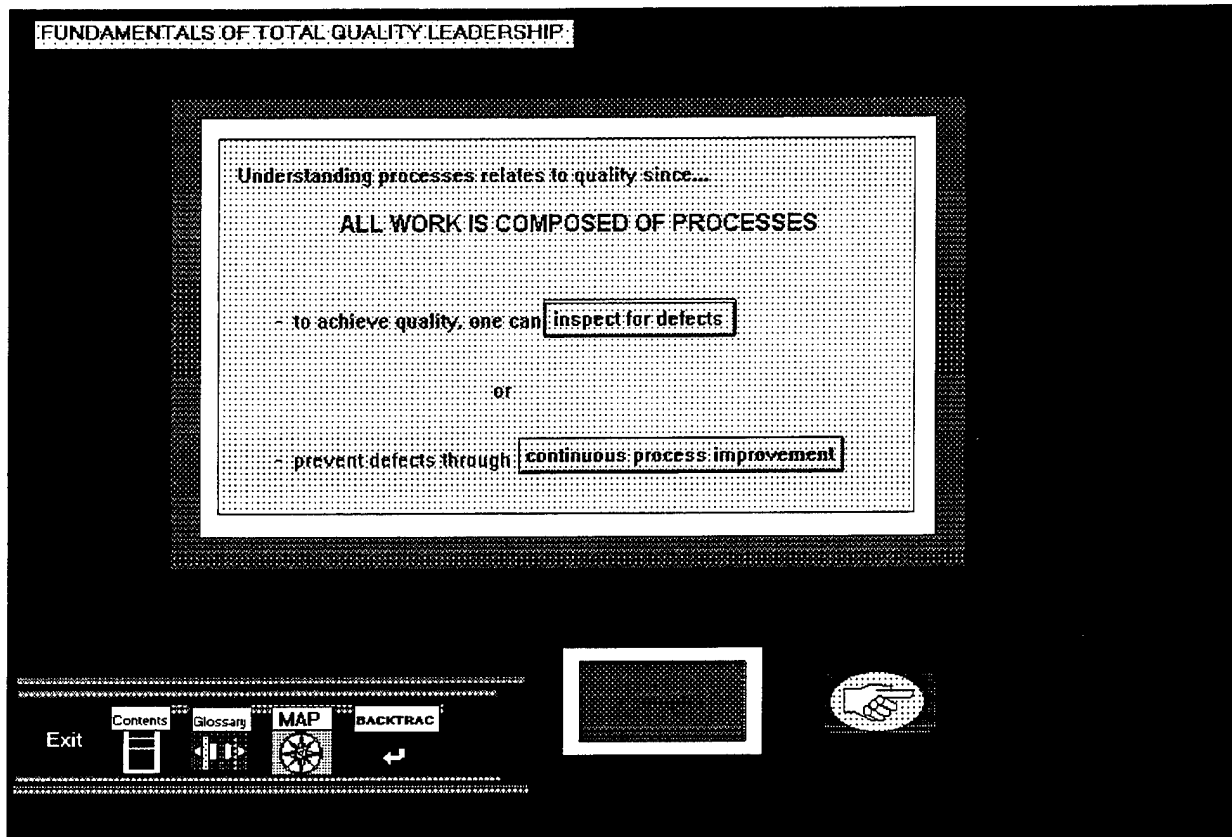 FUNDAMENTALS OF TOTAL QUALITY LEADERSHIP
Understanding processes relates to quality since...
ALL WORK IS COMPOSED OF PROCESSES
- to achieve quality, one can inspect for defects
or
- prevent defects through continuous process improvement
Exit
Contents
Glossary
MAP
BACKTRAC